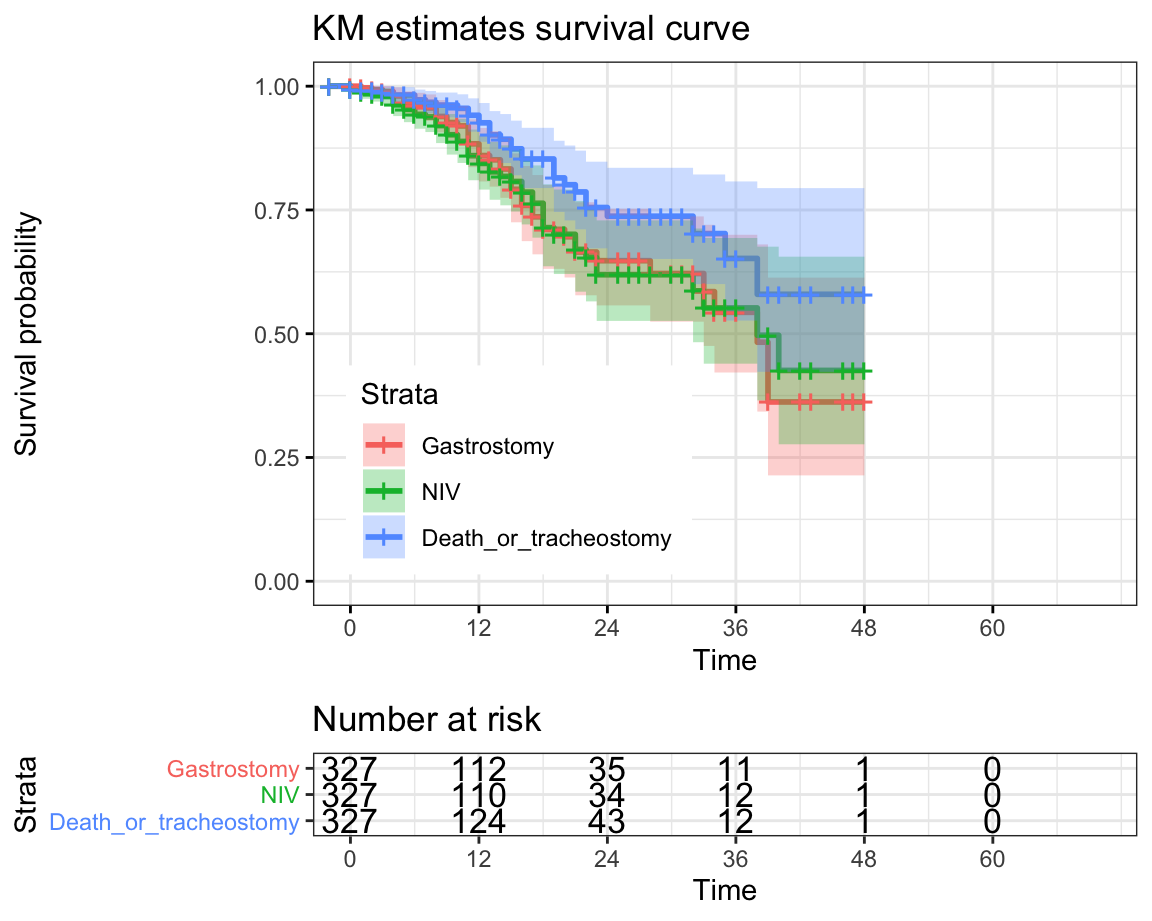 KM estimates survival curve
Survival probability
1.00
0.75
0.50
0.25
0.00
Strata
Gastrostomy
NIV
Death_or_tracheostomy
0 12 24 36 48 60
Time
Number at risk
Strata
Gastrostomy 327 112 35 11 1 0
NIV 327 110 34 12 1 0
Death_or_tracheostomy 327 124 43 12 1 0
0 12 24 36 48 60
Time